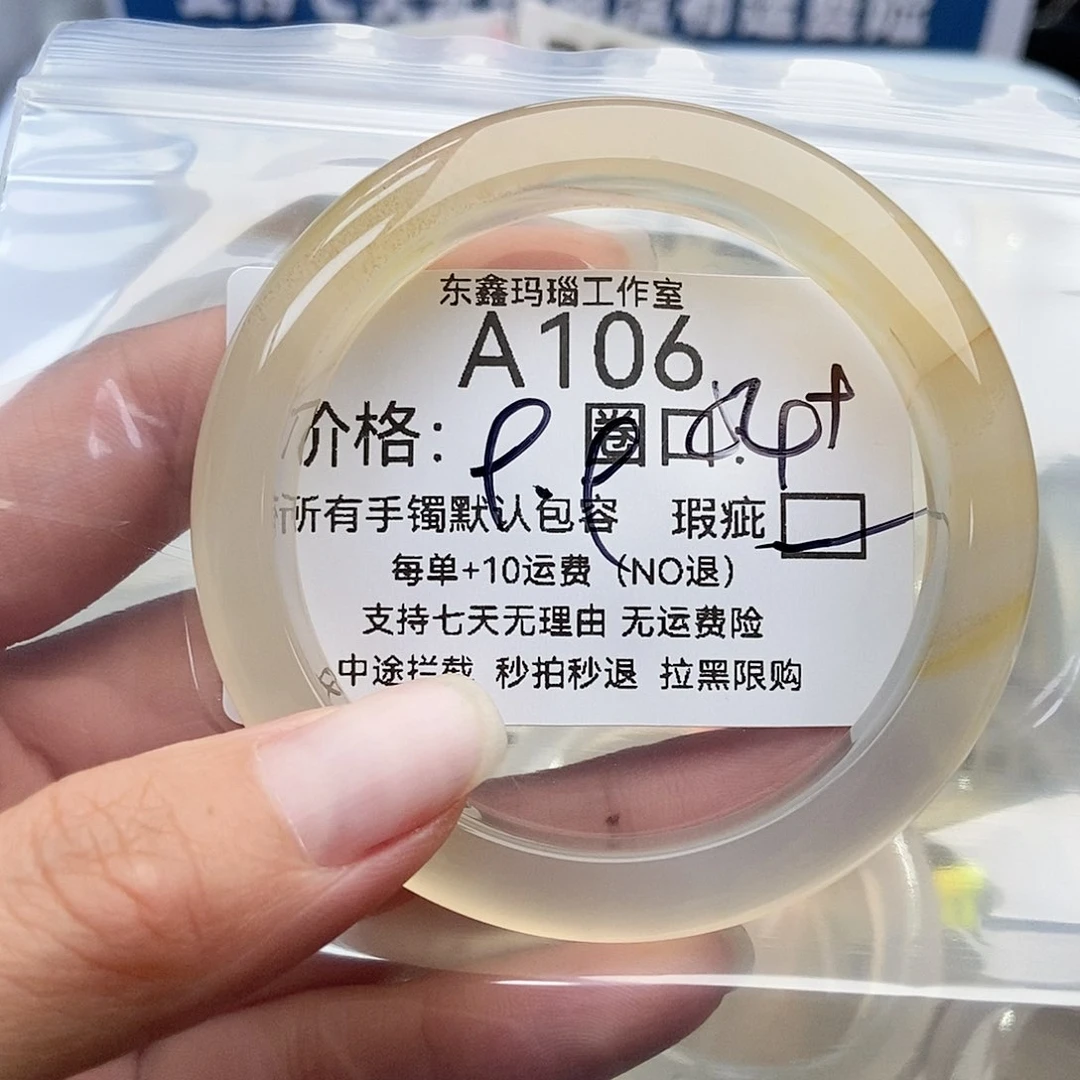 东鑫玛瑙工作室
A106
价格： 圈口：
所有手镯默认包容 瑕疵
每单+10运费（NO退）
支持七天无理由 无运费险
中途拦截 秒拍秒退 拉黑限购